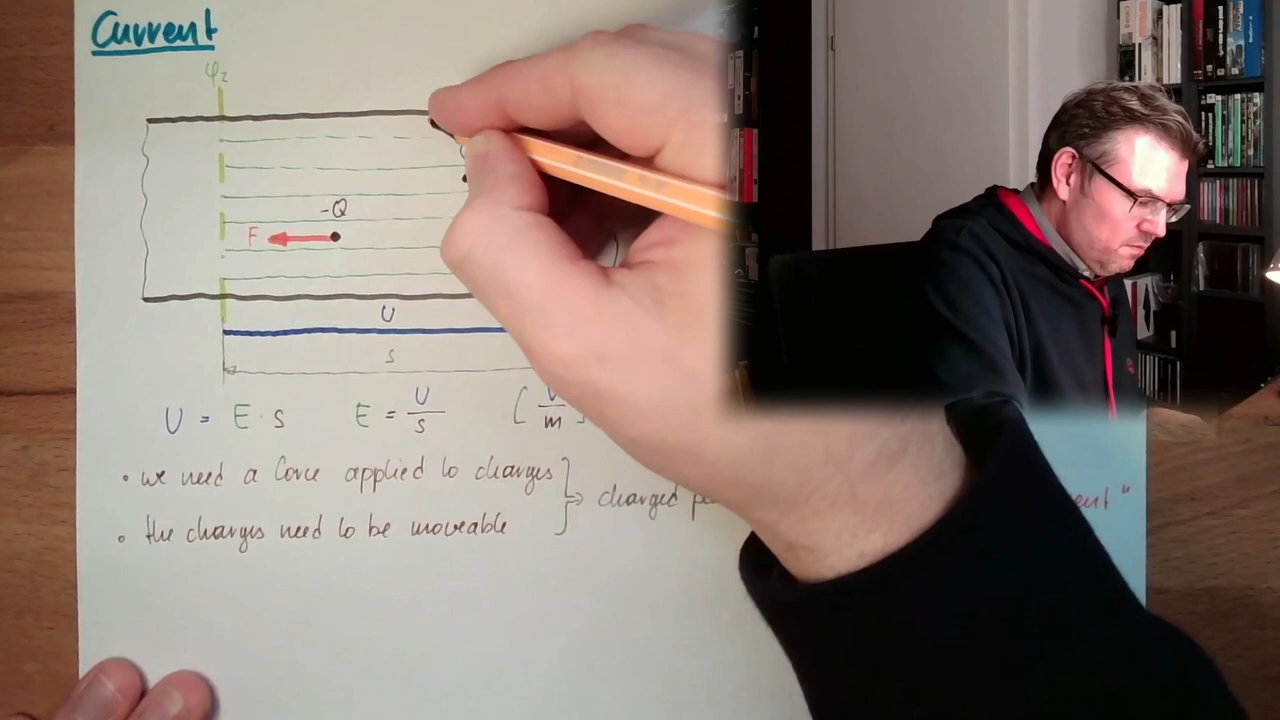 Current
φ2
-Q
F
U
s
U = E · s E = U/s [V/m
• we need a force applied to charges
• the charges need to be moveable
⇒ charged
"